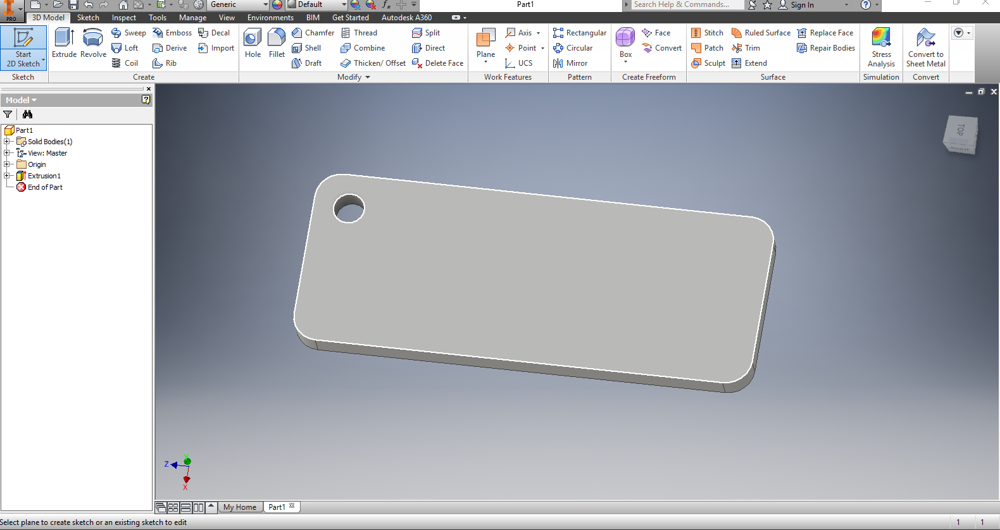 Generic
Default
Part1
Search Help & Commands...
Sign In
PRO
3D Model Sketch Inspect Tools Manage View Environments BIM Get Started Autodesk A360
Start
2D Sketch
Sketch
Extrude
Revolve
Sweep
Loft
Coil
Emboss
Derive
Rib
Decal
Import
Create
Hole
Fillet
Chamfer
Shell
Draft
Thread
Combine
Thicken/ Offset
Split
Direct
Delete Face
Modify
Plane
Axis
Point
UCS
Work Features
Rectangular
Circular
Mirror
Pattern
Box
Face
Convert
Create Freeform
Stitch
Patch
Sculpt
Ruled Surface
Trim
Extend
Replace Face
Repair Bodies
Surface
Stress
Analysis
Simulation
Convert to
Sheet Metal
Convert
Model
Part1
Solid Bodies(1)
View: Master
Origin
Extrusion1
End of Part
TOP
Z
Y
X
My Home
Part1
Select plane to create sketch or an existing sketch to edit
1 1